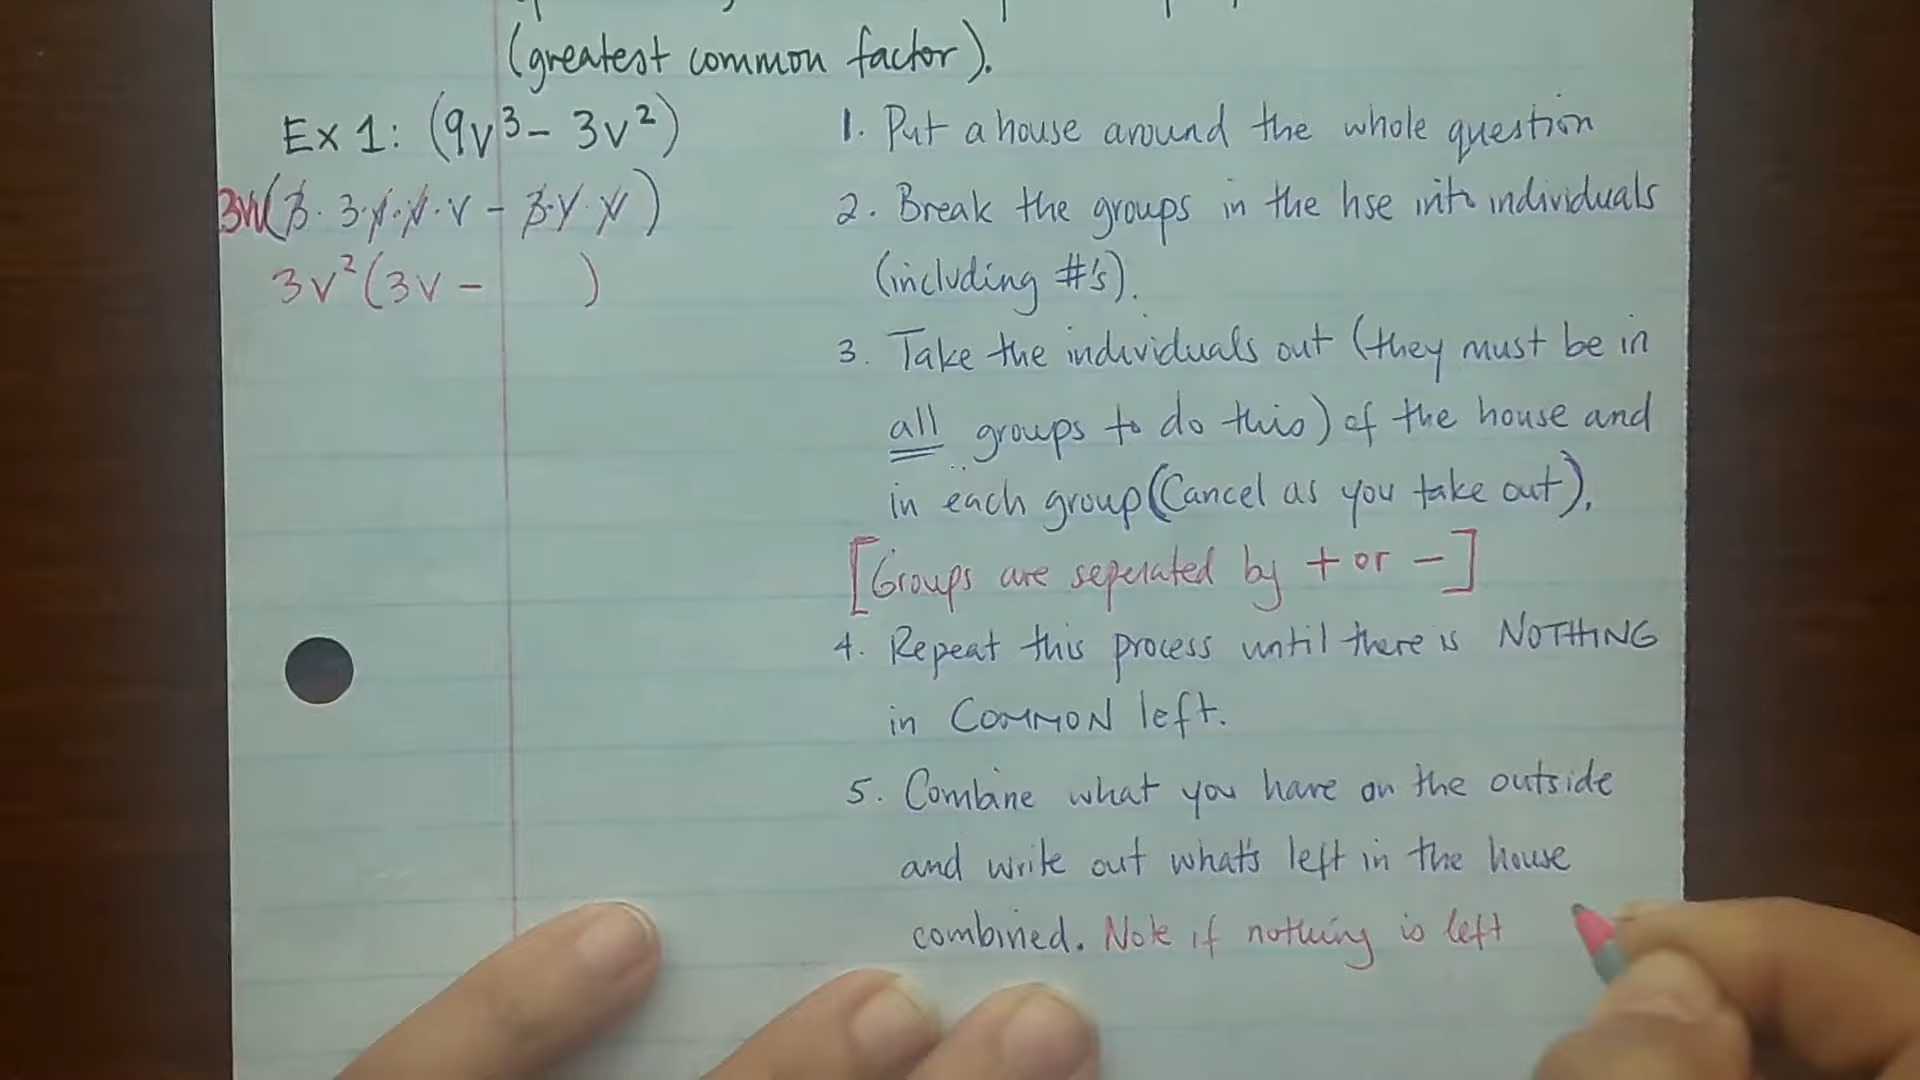 (greatest common factor).
Ex 1: (9v³ - 3v²)
3vv(3·3·v·v·v - 3·v·v)
3v²(3v - )
1. Put a house around the whole question
2. Break the groups in the hse into individuals
(including #'s).
3. Take the individuals out (they must be in
all groups to do this) of the house and
in each group (Cancel as you take out).
[Groups are seperated by + or -]
4. Repeat this process until there is NOTHING
in COMMON left.
5. Combine what you have on the outside
and write out what's left in the house
combined. Note if nothing is left